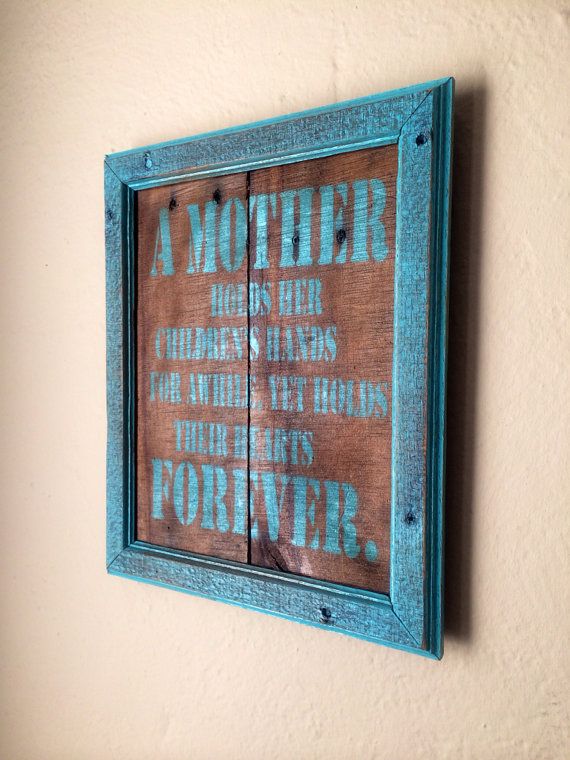 A MOTHER
HOLDS HER
CHILDREN'S HANDS
FOR AWHILE YET HOLDS
THEIR HEARTS
FOREVER.